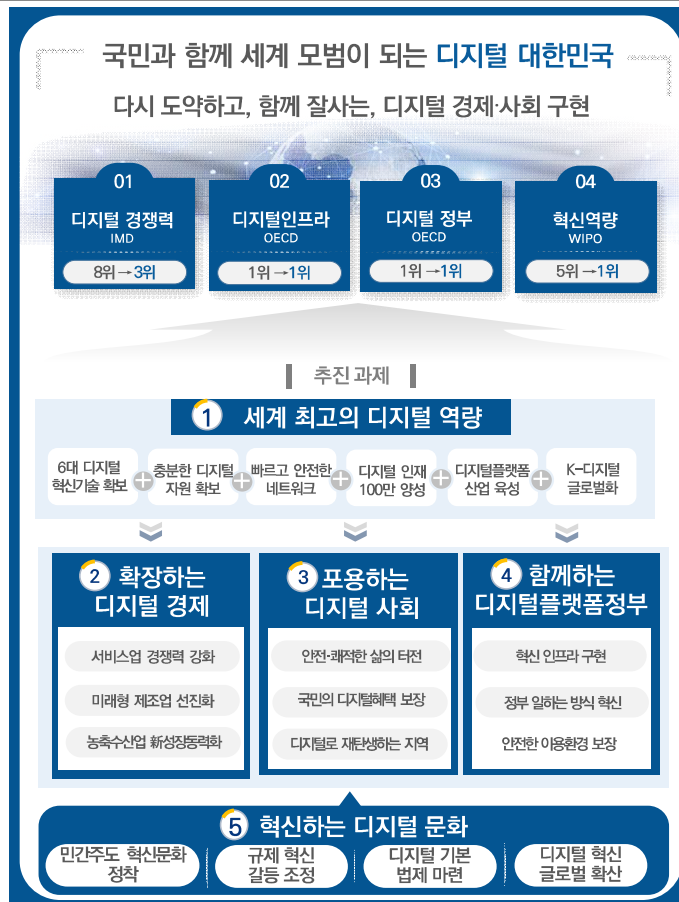 국민과 함께 세계 모범이 되는 디지털 대한민국
다시 도약하고, 함께 잘사는, 디지털 경제·사회 구현
01
디지털 경쟁력
IMD
8위→3위
02
디지털인프라
OECD
1위→1위
03
디지털 정부
OECD
1위→1위
04
혁신역량
WIPO
5위→1위
추진 과제
1 세계 최고의 디지털 역량
6대 디지털
혁신기술 확보
+
충분한 디지털
자원 확보
+
빠르고 안전한
네트워크
+
디지털 인재
100만 양성
+
디지털플랫폼
산업 육성
+
K-디지털
글로벌화
2 확장하는
디지털 경제
서비스업 경쟁력 강화
미래형 제조업 선진화
농축수산업 新성장동력화
3 포용하는
디지털 사회
안전·쾌적한 삶의 터전
국민의 디지털혜택 보장
디지털로 재탄생하는 지역
4 함께하는
디지털플랫폼정부
혁신 인프라 구현
정부 일하는 방식 혁신
안전한 이용환경 보장
5 혁신하는 디지털 문화
민간주도 혁신문화
정착
규제 혁신
갈등 조정
디지털 기본
법제 마련
디지털 혁신
글로벌 확산